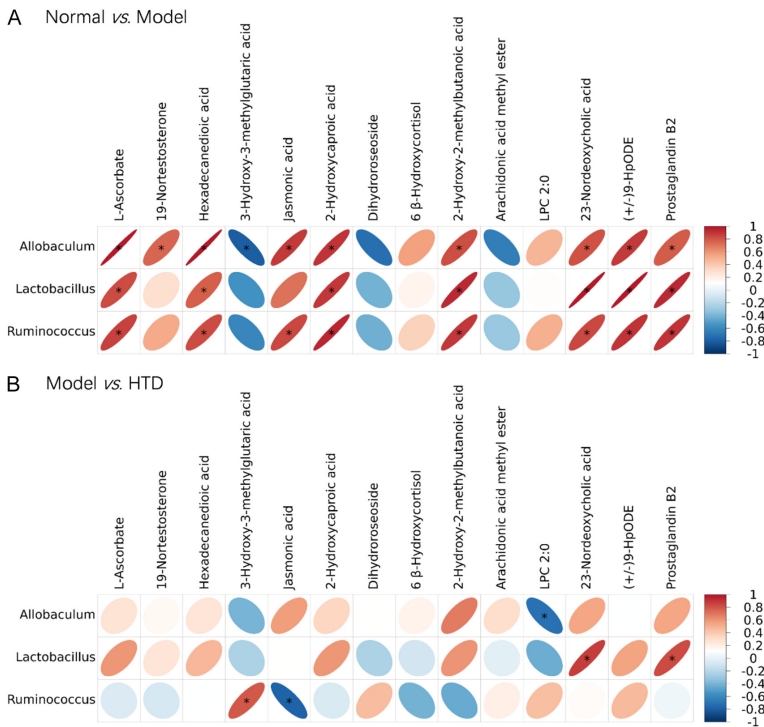 A Normal vs. Model
L-Ascorbate
19-Nortestosterone
Hexadecanedioic acid
3-Hydroxy-3-methylglutaric acid
Jasmonic acid
2-Hydroxycaproic acid
Dihydroroseoside
6 β-Hydroxycortisol
2-Hydroxy-2-methylbutanoic acid
Arachidonic acid methyl ester
LPC 2:0
23-Nordeoxycholic acid
(+/-)9-HpODE
Prostaglandin B2
Allobaculum * * * * * * * * * *
Lactobacillus * * * * * * *
Ruminococcus * * * * * * * *
1
0.8
0.6
0.4
0.2
0
-0.2
-0.4
-0.6
-0.8
-1
B Model vs. HTD
L-Ascorbate
19-Nortestosterone
Hexadecanedioic acid
3-Hydroxy-3-methylglutaric acid
Jasmonic acid
2-Hydroxycaproic acid
Dihydroroseoside
6 β-Hydroxycortisol
2-Hydroxy-2-methylbutanoic acid
Arachidonic acid methyl ester
LPC 2:0
23-Nordeoxycholic acid
(+/-)9-HpODE
Prostaglandin B2
Allobaculum *
Lactobacillus * *
Ruminococcus * *
1
0.8
0.6
0.4
0.2
0
-0.2
-0.4
-0.6
-0.8
-1